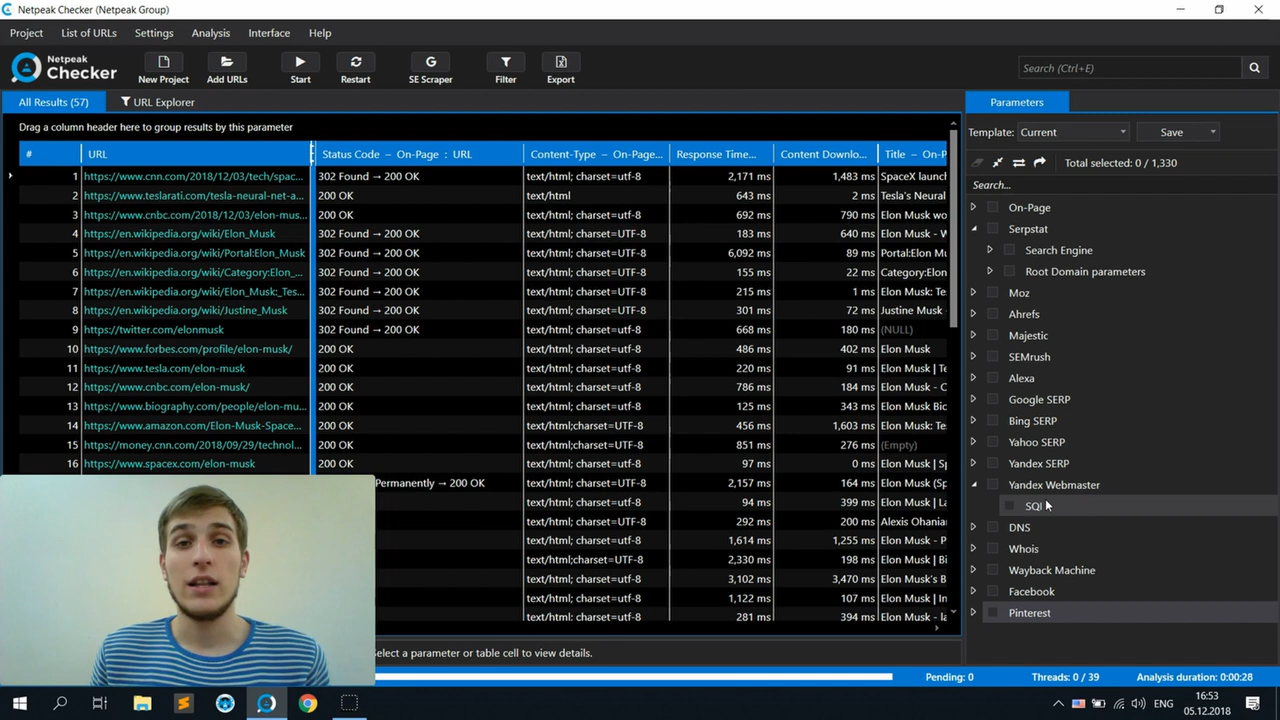 Netpeak Checker (Netpeak Group)
Project List of URLs Settings Analysis Interface Help
Netpeak
Checker
New Project Add URLs Start Restart SE Scraper Filter Export
Search (Ctrl+E)
All Results (57) URL Explorer
Drag a column header here to group results by this parameter
# URL Status Code – On-Page : URL Content-Type – On-Page... Response Time... Content Downlo... Title – On-P
1 https://www.cnn.com/2018/12/03/tech/spac... 302 Found → 200 OK text/html; charset=utf-8 2,171 ms 1,483 ms SpaceX launch
2 https://www.teslarati.com/tesla-neural-net-a... 200 OK text/html 643 ms 2 ms Tesla's Neural
3 https://www.cnbc.com/2018/12/03/elon-mus... 200 OK text/html; charset=utf-8 692 ms 790 ms Elon Musk wo
4 https://en.wikipedia.org/wiki/Elon_Musk 302 Found → 200 OK text/html; charset=UTF-8 183 ms 640 ms Elon Musk - W
5 https://en.wikipedia.org/wiki/Portal:Elon_Musk 302 Found → 200 OK text/html; charset=UTF-8 6,092 ms 89 ms Portal:Elon M
6 https://en.wikipedia.org/wiki/Category:Elon_... 302 Found → 200 OK text/html; charset=UTF-8 155 ms 22 ms Category:Elon
7 https://en.wikipedia.org/wiki/Elon_Musk:_Tes... 302 Found → 200 OK text/html; charset=UTF-8 215 ms 1 ms Elon Musk: Te
8 https://en.wikipedia.org/wiki/Justine_Musk 302 Found → 200 OK text/html; charset=UTF-8 301 ms 72 ms Justine Musk
9 https://twitter.com/elonmusk 302 Found → 200 OK text/html; charset=utf-8 668 ms 180 ms (NULL)
10 https://www.forbes.com/profile/elon-musk/ 200 OK text/html; charset=utf-8 486 ms 402 ms Elon Musk
11 https://www.tesla.com/elon-musk 200 OK text/html; charset=utf-8 220 ms 91 ms Elon Musk | Te
12 https://www.cnbc.com/elon-musk/ 200 OK text/html; charset=utf-8 786 ms 184 ms Elon Musk - C
13 https://www.biography.com/people/elon-mu... 200 OK text/html; charset=utf-8 125 ms 343 ms Elon Musk Bic
14 https://www.amazon.com/Elon-Musk-Space... 200 OK text/html;charset=UTF-8 456 ms 1,603 ms Elon Musk: Te
15 https://money.cnn.com/2018/09/29/technol... 200 OK text/html; charset=UTF-8 851 ms 276 ms (Empty)
16 https://www.spacex.com/elon-musk 200 OK text/html; charset=utf-8 97 ms 0 ms Elon Musk | S
Permanently → 200 OK text/html; charset=utf-8 2,157 ms 164 ms Elon Musk (Sp
text/html; charset=utf-8 94 ms 399 ms Elon Musk | La
text/html; charset=UTF-8 292 ms 200 ms Alexis Ohania
text/html; charset=utf-8 1,614 ms 1,255 ms Elon Musk - P
text/html;charset=utf-8 2,330 ms 198 ms Elon Musk | Bi
text/html; charset=utf-8 3,102 ms 3,470 ms Elon Musk's B
text/html; charset=utf-8 1,122 ms 107 ms Elon Musk | In
text/html; charset=utf-8 281 ms 394 ms Elon Musk - la
Select a parameter or table cell to view details.
Parameters
Template: Current Save
Total selected: 0 / 1,330
Search...
On-Page
Serpstat
Search Engine
Root Domain parameters
Moz
Ahrefs
Majestic
SEMrush
Alexa
Google SERP
Bing SERP
Yahoo SERP
Yandex SERP
Yandex Webmaster
SQI
DNS
Whois
Wayback Machine
Facebook
Pinterest
Pending: 0 Threads: 0 / 39 Analysis duration: 0:00:28
ENG
16:53
05.12.2018